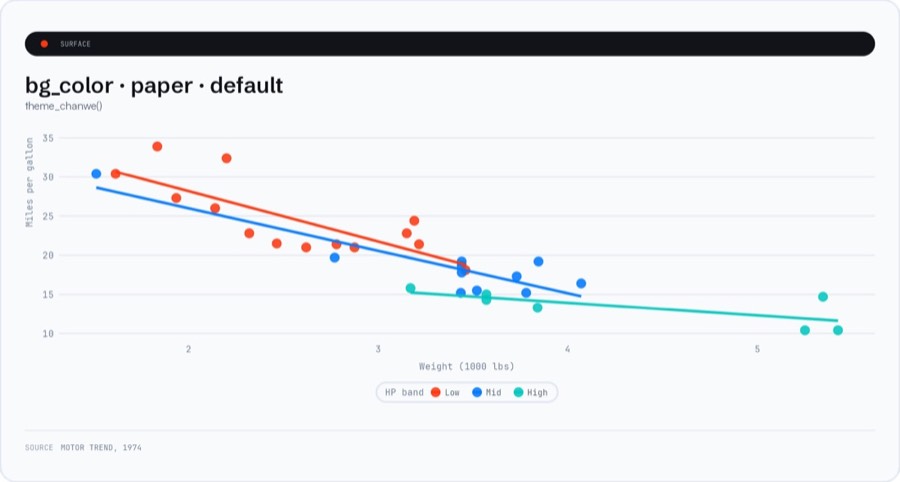 SURFACE
bg_color · paper · default
theme_chanwe()
Miles per gallon
35
30
25
20
15
10
2 3 4 5
Weight (1000 lbs)
HP band Low Mid High
SOURCE MOTOR TREND, 1974